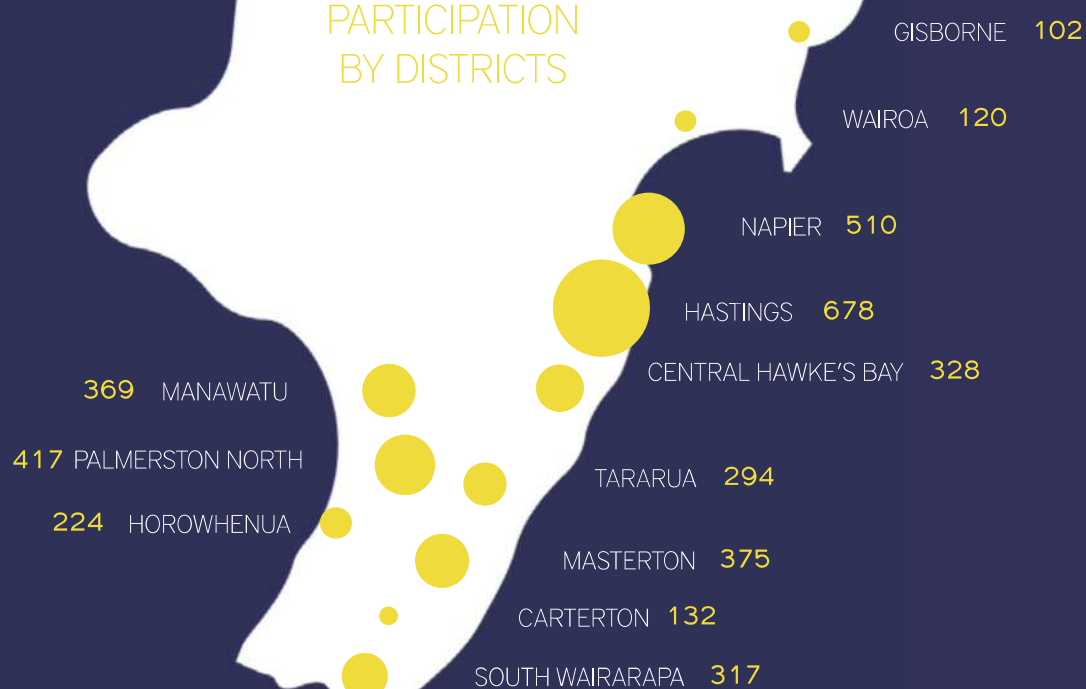 PARTICIPATION
BY DISTRICTS
GISBORNE 102
WAIROA 120
NAPIER 510
HASTINGS 678
CENTRAL HAWKE'S BAY 328
369 MANAWATU
417 PALMERSTON NORTH
TARARUA 294
224 HOROWHENUA
MASTERTON 375
CARTERTON 132
SOUTH WAIRARAPA 317